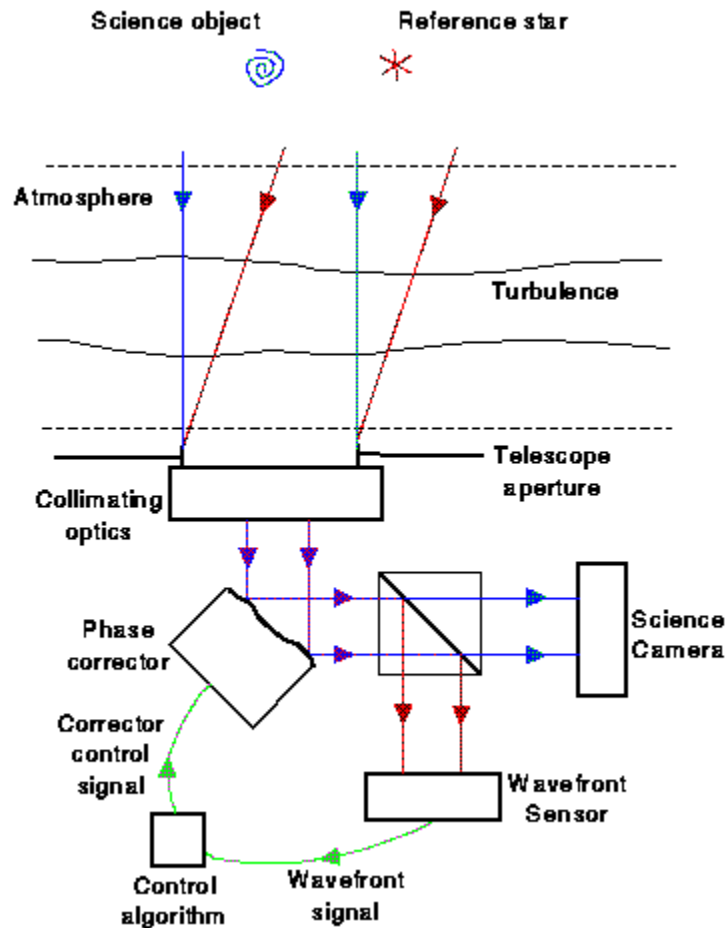 Science object
Reference star
Atmosphere
Turbulence
Telescope
aperture
Collimating
optics
Phase
corrector
Science
Camera
Corrector
control
signal
Wavefront
Sensor
Control
algorithm
Wavefront
signal